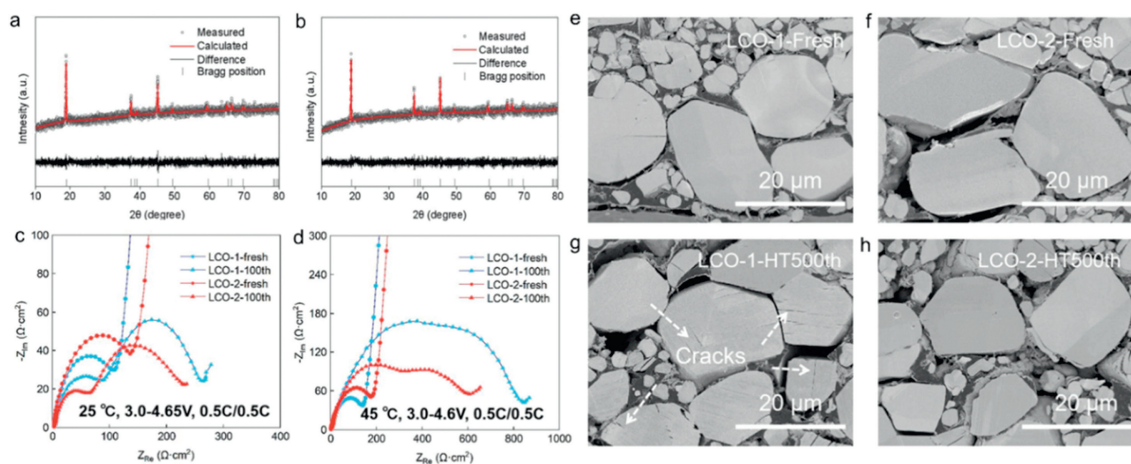 a
Intnesity (a.u.)
Measured
Calculated
Difference
Bragg position
10 20 30 40 50 60 70 80
2θ (degree)
b
Intnesity (a.u.)
Measured
Calculated
Difference
Bragg position
10 20 30 40 50 60 70 80
2θ (degree)
c
-Z_Im (Ω·cm²)
100
80
60
40
20
0
LCO-1-fresh
LCO-1-100th
LCO-2-fresh
LCO-2-100th
25 °C, 3.0-4.65V, 0.5C/0.5C
0 100 200 300 400
Z_Re (Ω·cm²)
d
-Z_Im (Ω·cm²)
300
240
180
120
60
0
LCO-1-fresh
LCO-1-100th
LCO-2-fresh
LCO-2-100th
45 °C, 3.0-4.6V, 0.5C/0.5C
0 200 400 600 800 1000
Z_Re (Ω·cm²)
e
LCO-1-Fresh
20 μm
f
LCO-2-Fresh
20 μm
g
LCO-1-HT500th
Cracks
20 μm
h
LCO-2-HT500th
20 μm